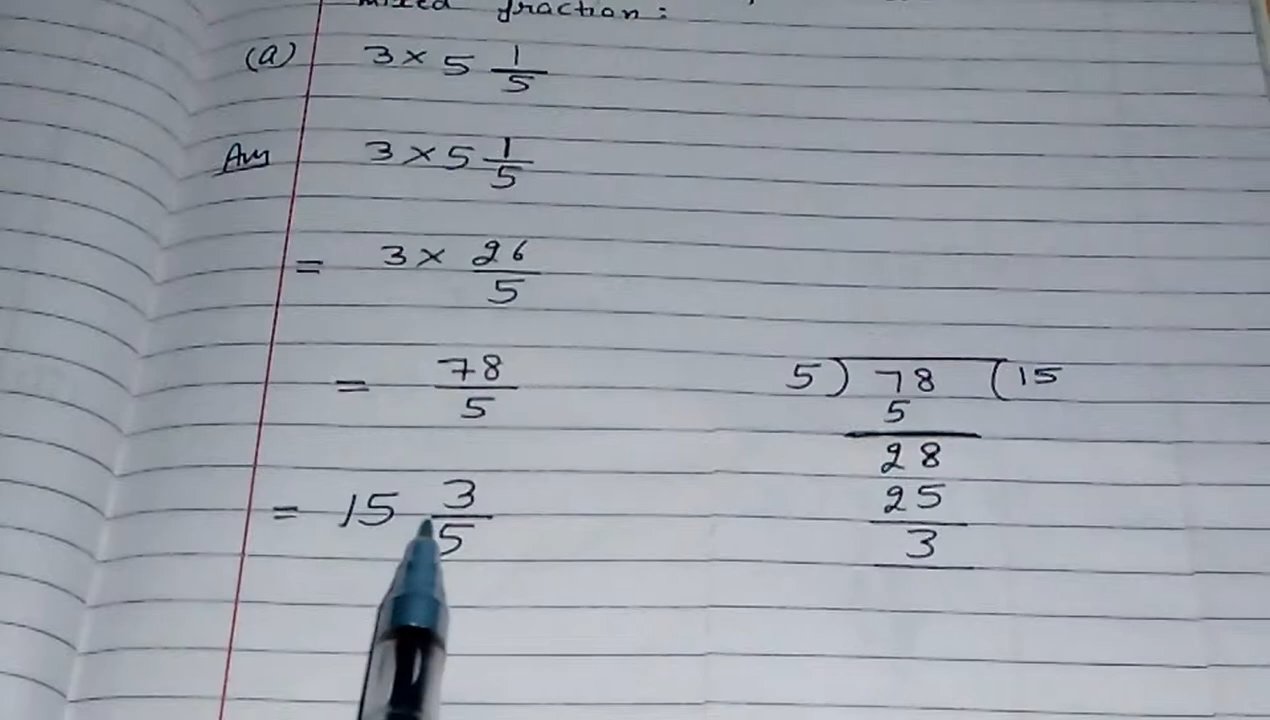 mixed fraction:
(a) 3 × 5 1/5
Ans 3 × 5 1/5
= 3 × 26/5
= 78/5
= 15 3/5
5 ) 78 ( 15
5
28
25
3